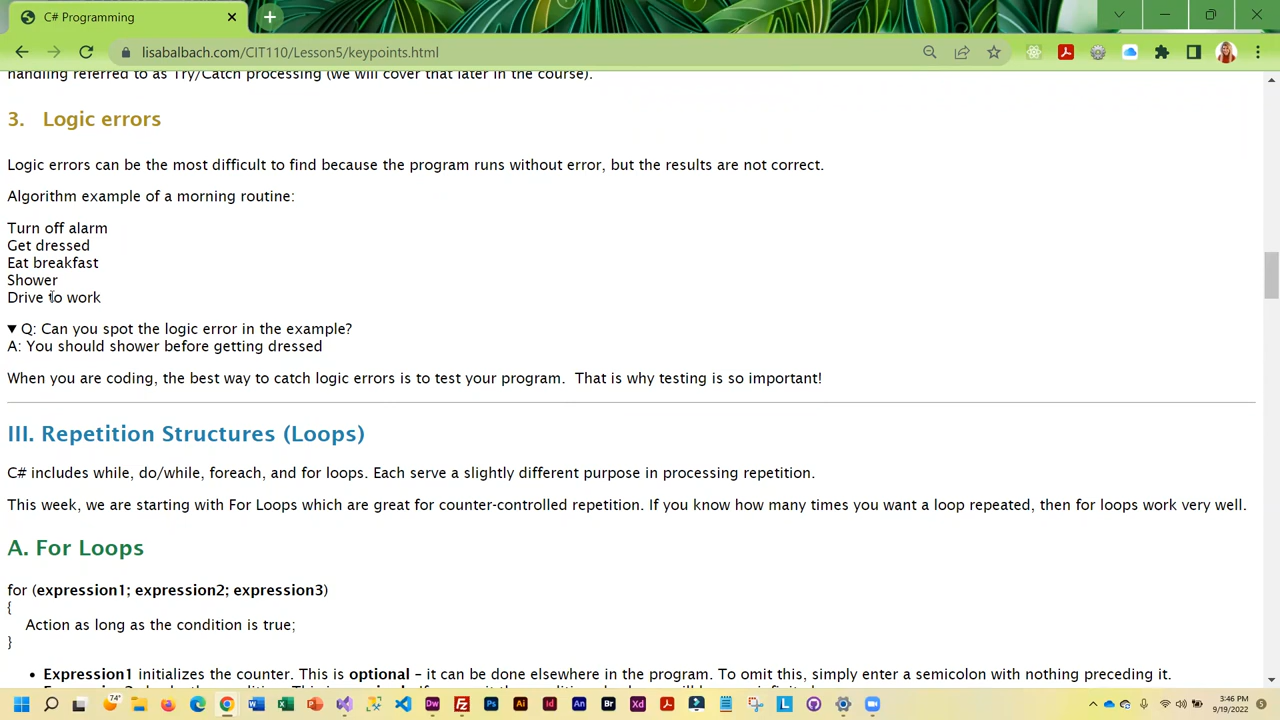 C# Programming
lisabalbach.com/CIT110/Lesson5/keypoints.html
handling referred to as Try/Catch processing (we will cover that later in the course).
3. Logic errors
Logic errors can be the most difficult to find because the program runs without error, but the results are not correct.
Algorithm example of a morning routine:
Turn off alarm
Get dressed
Eat breakfast
Shower
Drive to work
▼ Q: Can you spot the logic error in the example?
A: You should shower before getting dressed
When you are coding, the best way to catch logic errors is to test your program.  That is why testing is so important!
III. Repetition Structures (Loops)
C# includes while, do/while, foreach, and for loops. Each serve a slightly different purpose in processing repetition.
This week, we are starting with For Loops which are great for counter-controlled repetition. If you know how many times you want a loop repeated, then for loops work very well.
A. For Loops
for (expression1; expression2; expression3)
{
Action as long as the condition is true;
}
• Expression1 initializes the counter. This is optional – it can be done elsewhere in the program. To omit this, simply enter a semicolon with nothing preceding it.
74°
3:46 PM
9/19/2022